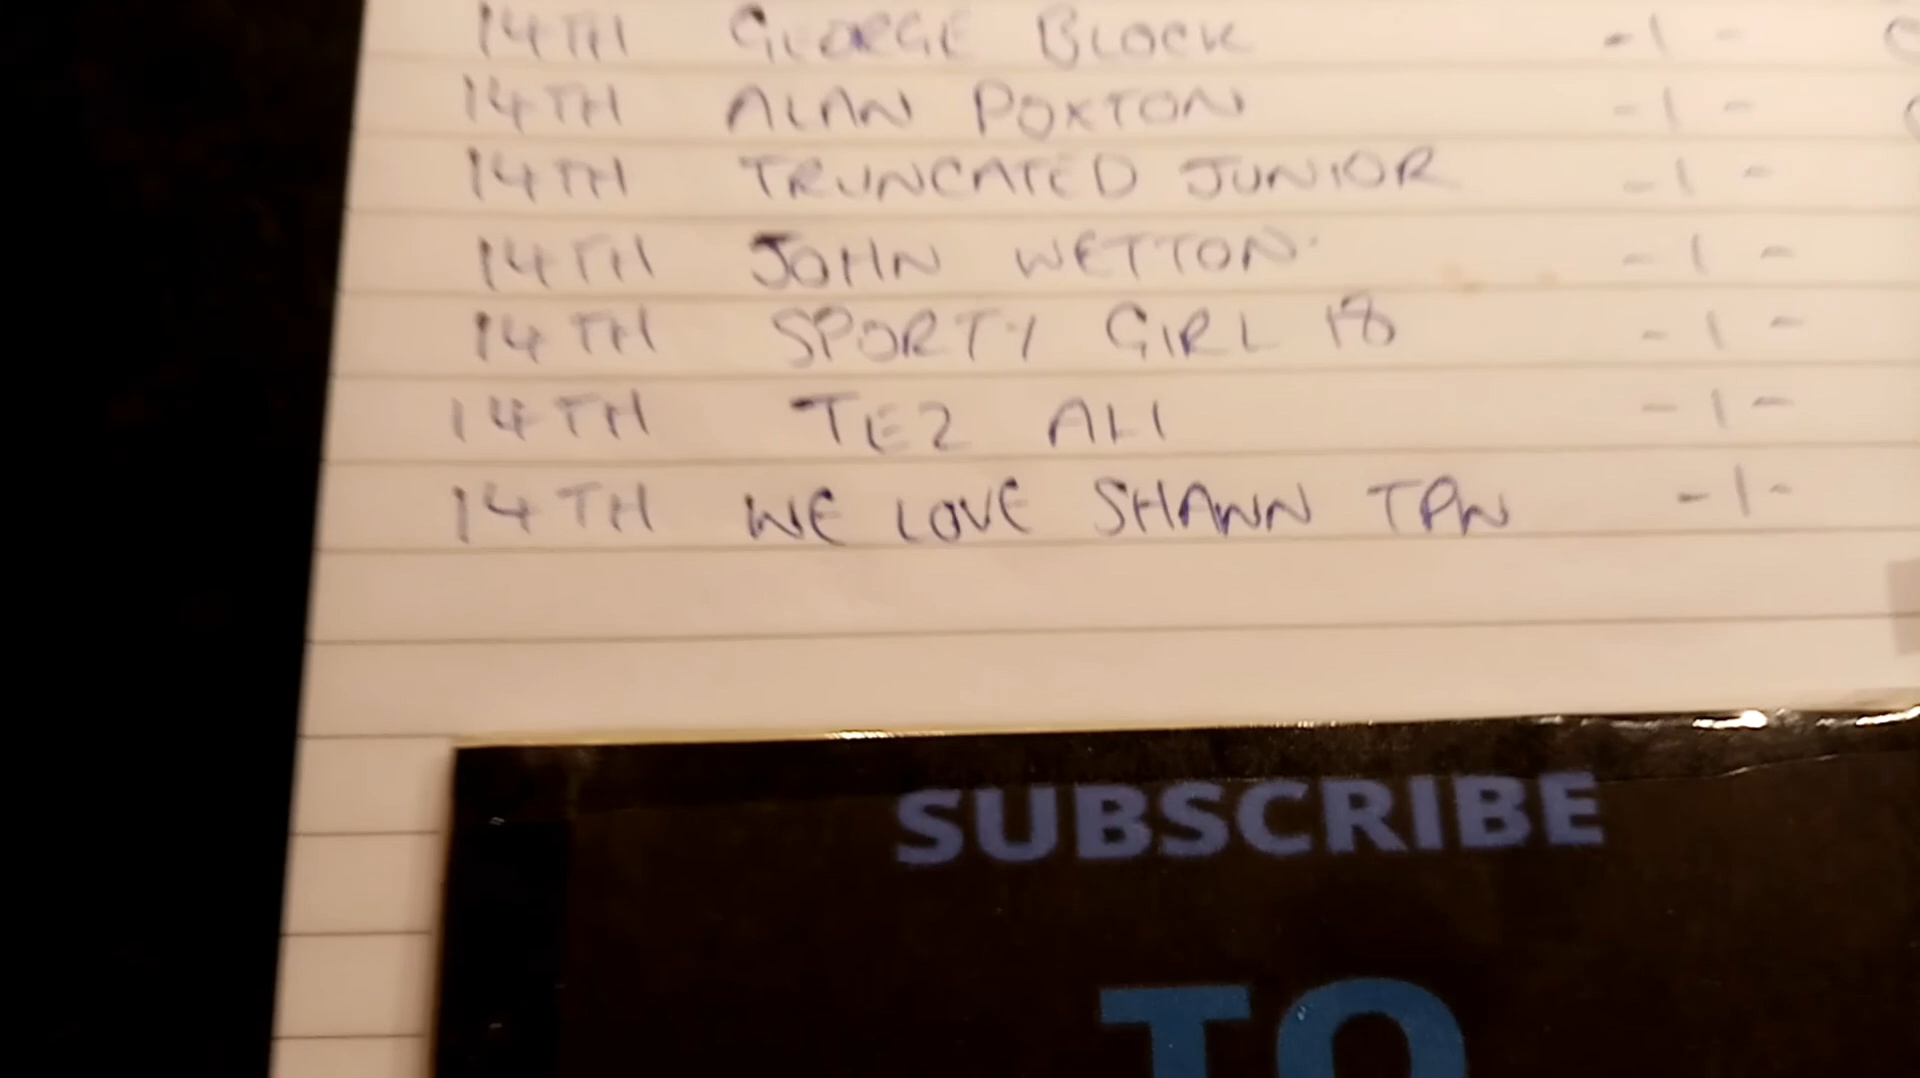 14TH GEORGE BLOCK -1-
14TH ALAN POXTON -1-
14TH TRUNCATED JUNIOR -1-
14TH JOHN WETTON -1-
14TH SPORTY GIRL 18 -1-
14TH TEZ ALI -1-
14TH WE LOVE SHAWN TPW -1-
SUBSCRIBE
TO